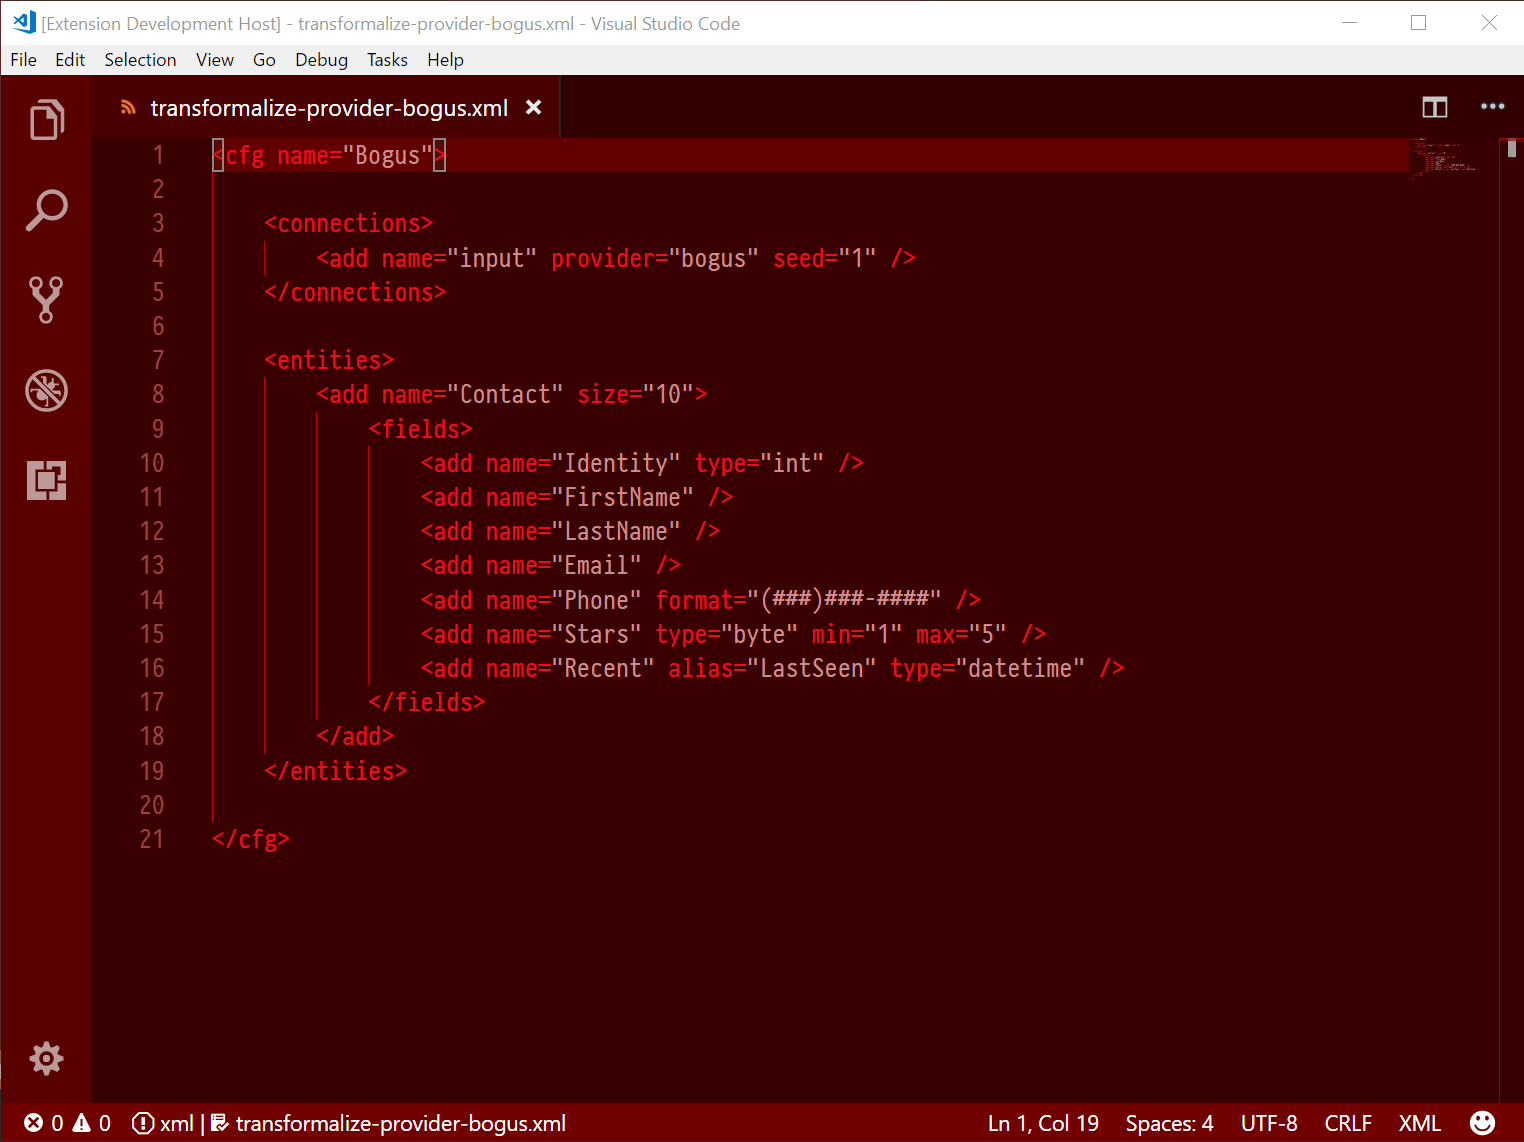 [Extension Development Host] - transformalize-provider-bogus.xml - Visual Studio Code
File Edit Selection View Go Debug Tasks Help
transformalize-provider-bogus.xml
1 <cfg name="Bogus">
2
3     <connections>
4         <add name="input" provider="bogus" seed="1" />
5     </connections>
6
7     <entities>
8         <add name="Contact" size="10">
9             <fields>
10                 <add name="Identity" type="int" />
11                 <add name="FirstName" />
12                 <add name="LastName" />
13                 <add name="Email" />
14                 <add name="Phone" format="(###)###-####" />
15                 <add name="Stars" type="byte" min="1" max="5" />
16                 <add name="Recent" alias="LastSeen" type="datetime" />
17             </fields>
18         </add>
19     </entities>
20
21 </cfg>
0 0 xml | transformalize-provider-bogus.xml Ln 1, Col 19 Spaces: 4 UTF-8 CRLF XML